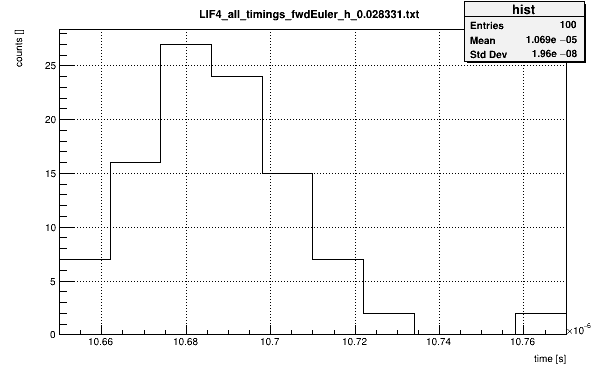 LIF4_all_timings_fwdEuler_h_0.028331.txt
hist
Entries 100
Mean 1.069e −05
Std Dev 1.96e −08
counts []
25
20
15
10
5
0
10.66 10.68 10.7 10.72 10.74 10.76
×10−6
time [s]